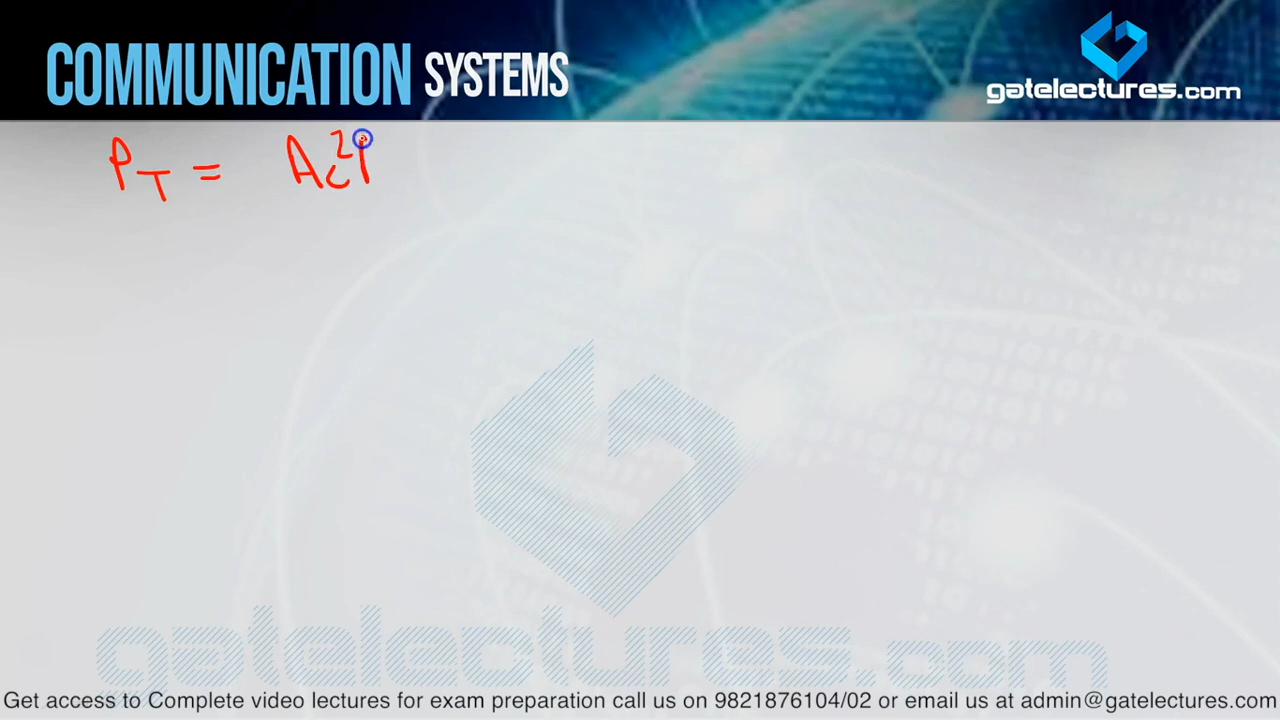 COMMUNICATION SYSTEMS
gatelectures.com
P_T = A_c^2
gatelectures.com
Get access to Complete video lectures for exam preparation call us on 9821876104/02 or email us at admin@gatelectures.com